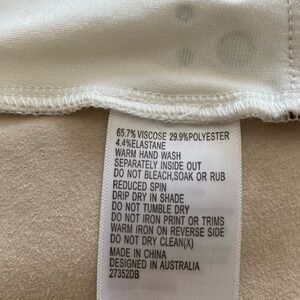 65.7% VISCOSE 29.9%POLYESTER
4.4%ELASTANE
WARM HAND WASH
SEPARATELY INSIDE OUT
DO NOT BLEACH,SOAK OR RUB
REDUCED SPIN
DRIP DRY IN SHADE
DO NOT TUMBLE DRY
DO NOT IRON PRINT OR TRIMS
WARM IRON ON REVERSE SIDE
DO NOT DRY CLEAN(X)
MADE IN CHINA
DESIGNED IN AUSTRALIA
27352DB